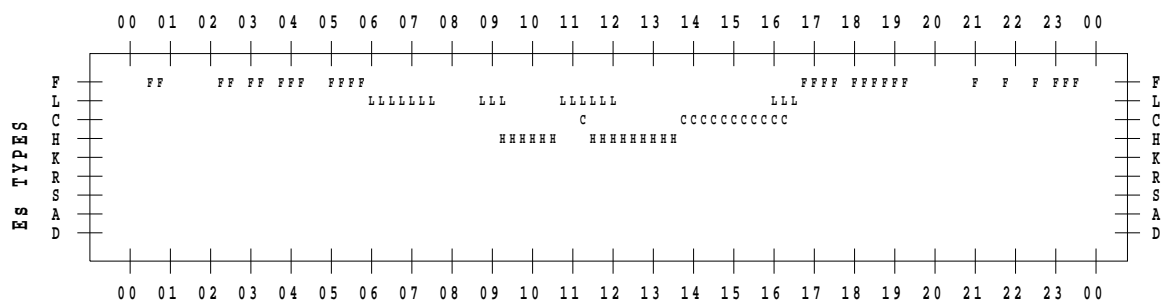 00 01 02 03 04 05 06 07 08 09 10 11 12 13 14 15 16 17 18 19 20 21 22 23 00
Es TYPES
F FF FF FF FFF FFFF FFFF FFFFFF F F F FFF F
L LLLLLLL LLL LLLLLL LLL L
C C CCCCCCCCCCC C
H HHHHHH HHHHHHHHH H
K K
R R
S S
A A
D D
00 01 02 03 04 05 06 07 08 09 10 11 12 13 14 15 16 17 18 19 20 21 22 23 00